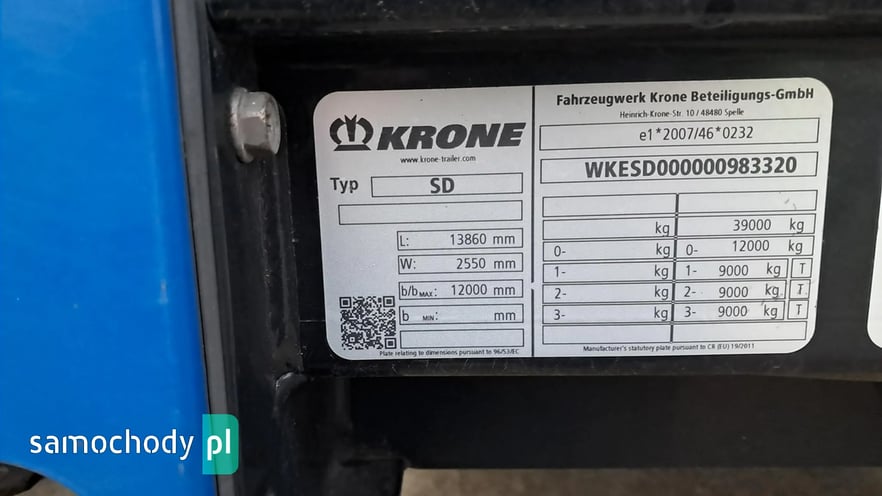 KRONE
www.krone-trailer.com
Typ SD
L: 13860 mm
W: 2550 mm
b/b MAX: 12000 mm
b MIN: mm
Plate relating to dimensions pursuant to 96/53/EC
Fahrzeugwerk Krone Beteiligungs-GmbH
Heinrich-Krone-Str. 10 / 48480 Spelle
e1*2007/46*0232
WKESD000000983320
kg 39000 kg
0- kg 0- 12000 kg
1- kg 1- 9000 kg T
2- kg 2- 9000 kg T
3- kg 3- 9000 kg T
Manufacturer's statutory plate pursuant to CR (EU) 19/2011
samochody pl